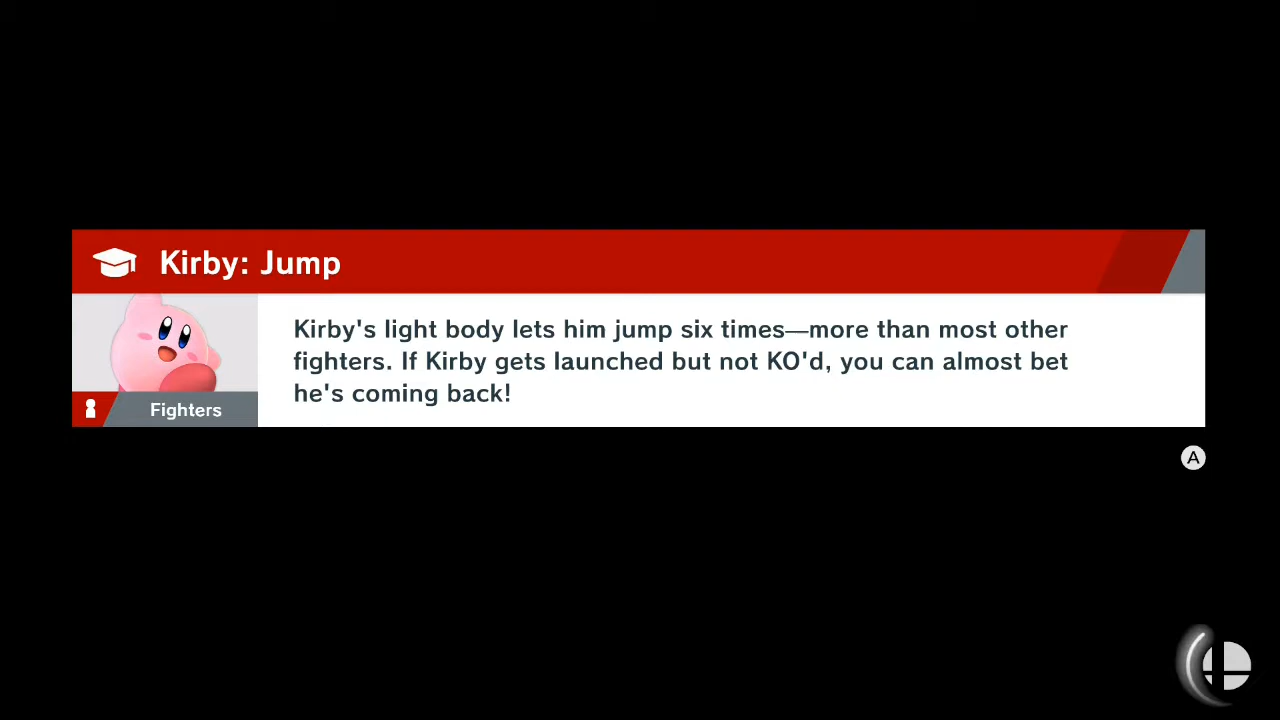 Kirby: Jump
Kirby's light body lets him jump six times—more than most other
fighters. If Kirby gets launched but not KO'd, you can almost bet
he's coming back!
Fighters
A